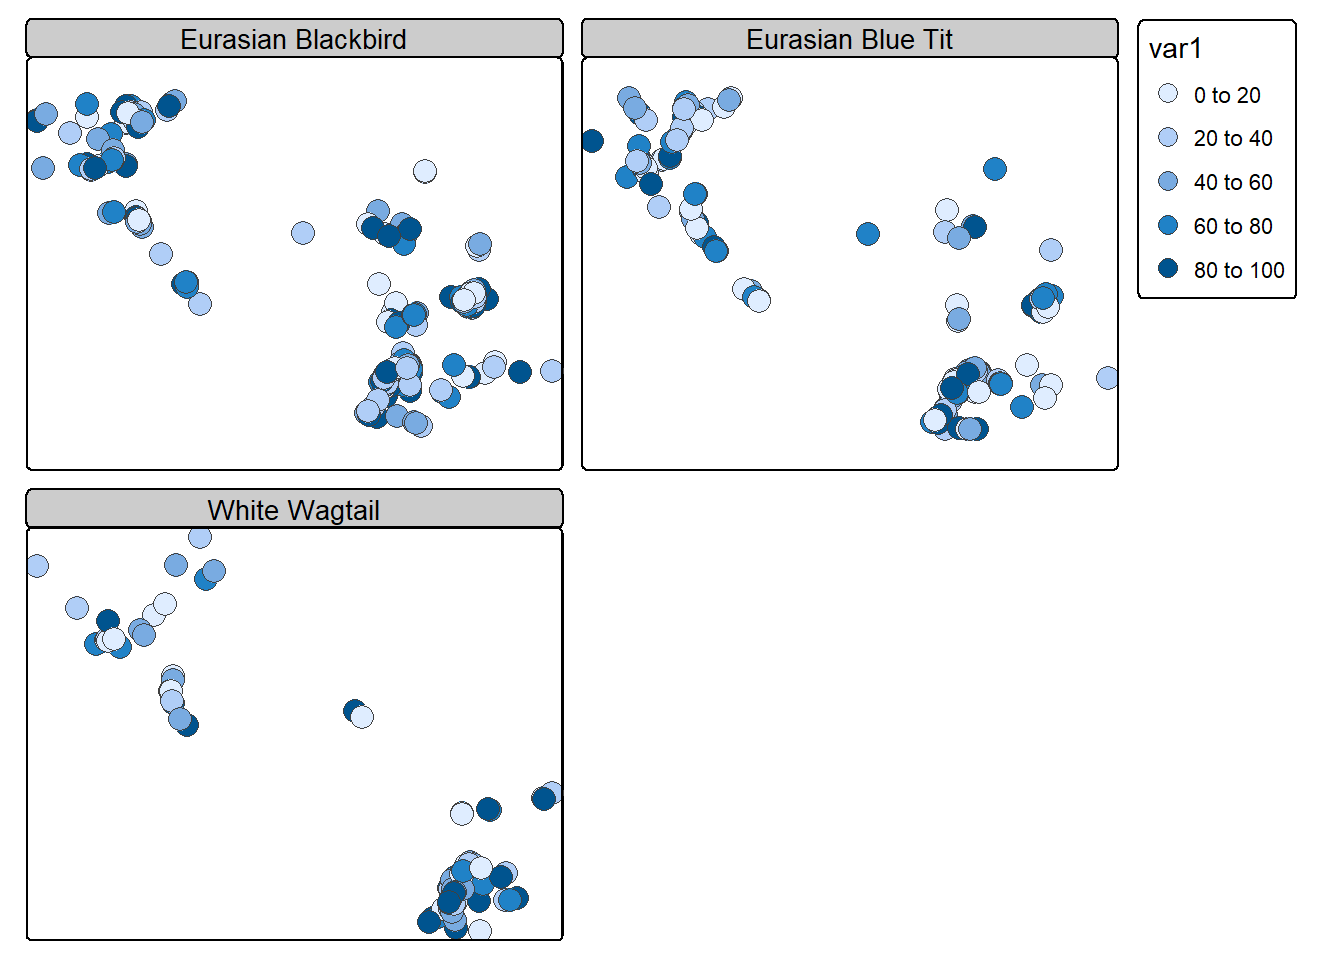 Eurasian Blackbird
Eurasian Blue Tit
var1
0 to 20
20 to 40
40 to 60
60 to 80
80 to 100
White Wagtail